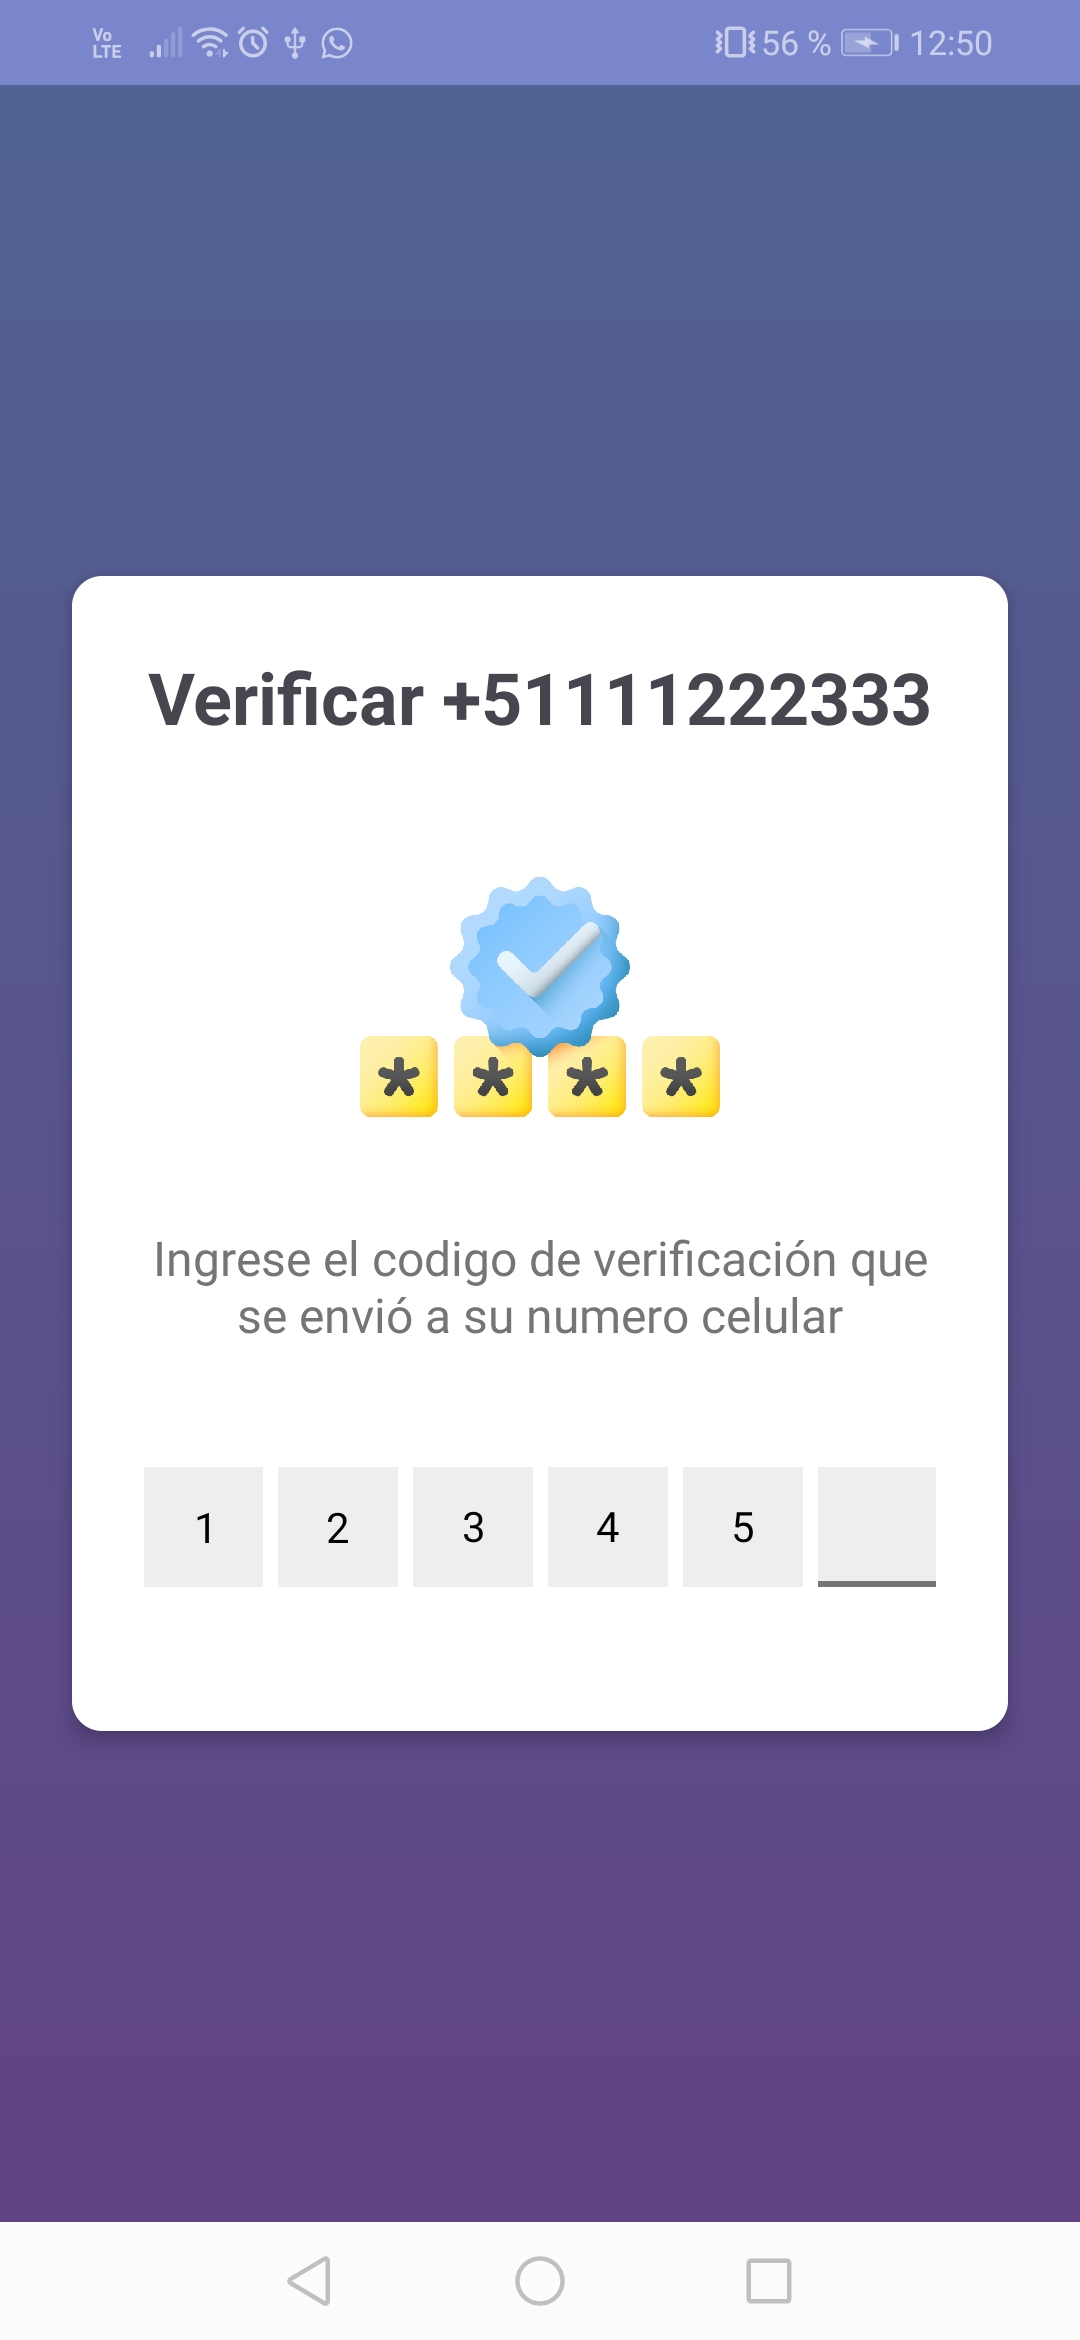 Vo
LTE
56 %
12:50
Verificar +51111222333
* * * *
Ingrese el codigo de verificación que
se envió a su numero celular
1 2 3 4 5